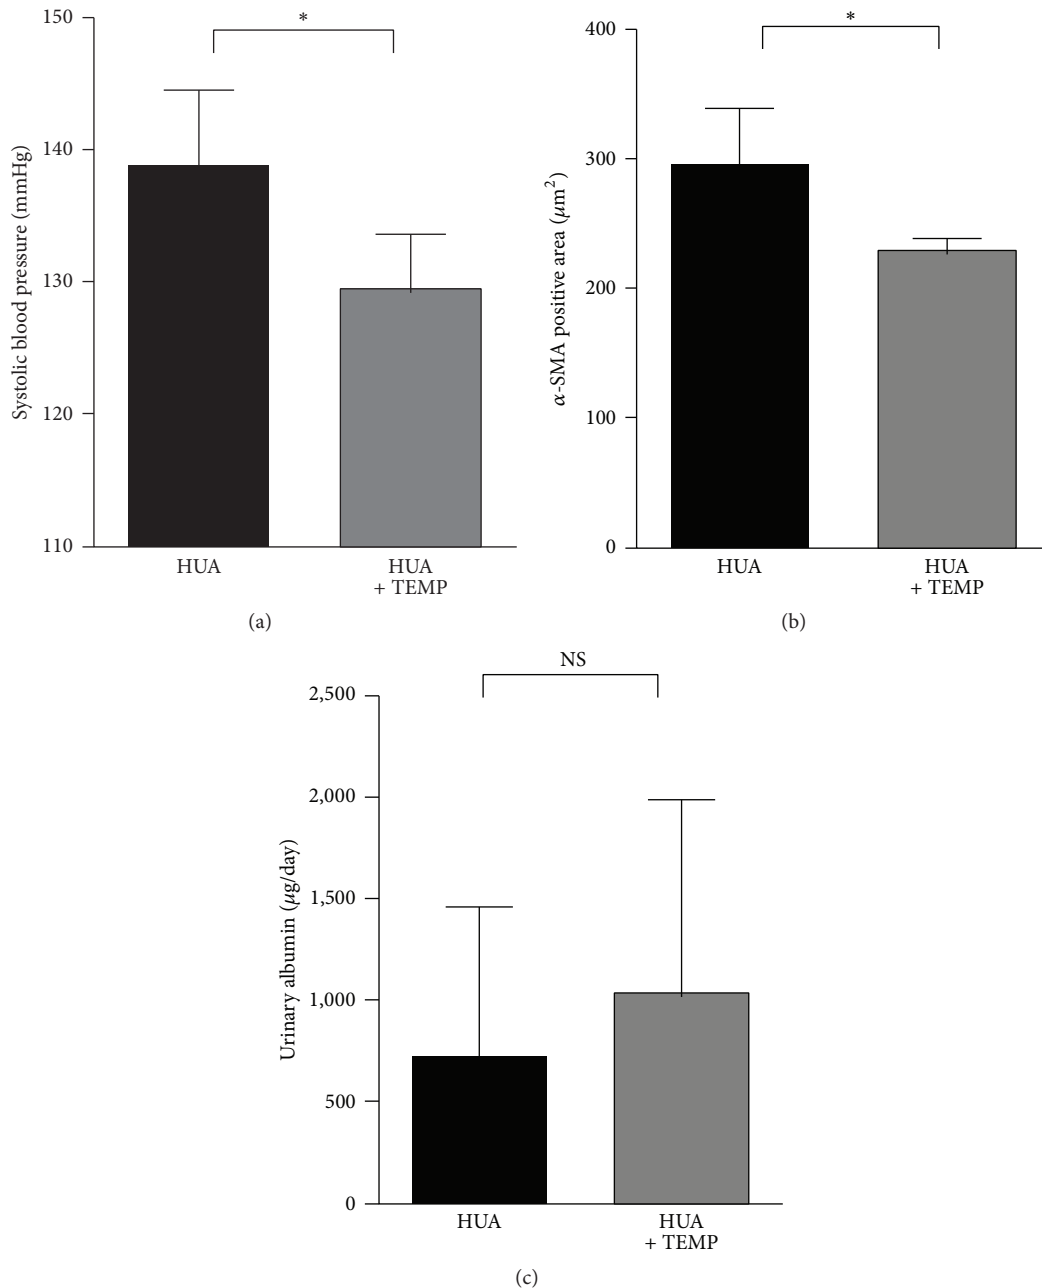 *
150
140
130
120
110
Systolic blood pressure (mmHg)
HUA
HUA
+ TEMP
(a)
*
400
300
200
100
0
α-SMA positive area (μm²)
HUA
HUA
+ TEMP
(b)
NS
2,500
2,000
1,500
1,000
500
0
Urinary albumin (μg/day)
HUA
HUA
+ TEMP
(c)